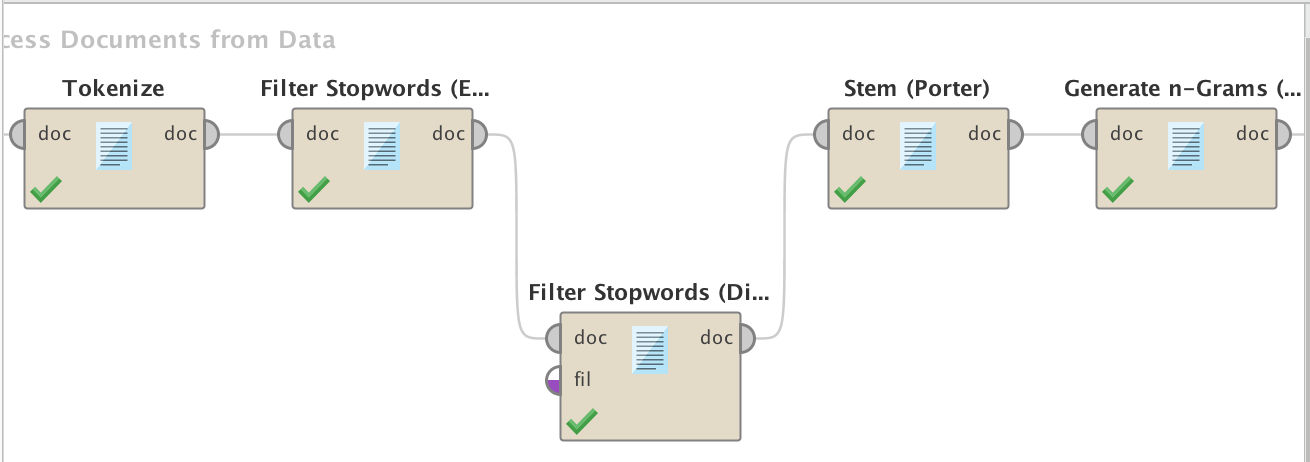 cess Documents from Data
Tokenize
doc doc
Filter Stopwords (E...
doc doc
Filter Stopwords (Di...
doc doc
fil
Stem (Porter)
doc doc
Generate n-Grams (...
doc doc